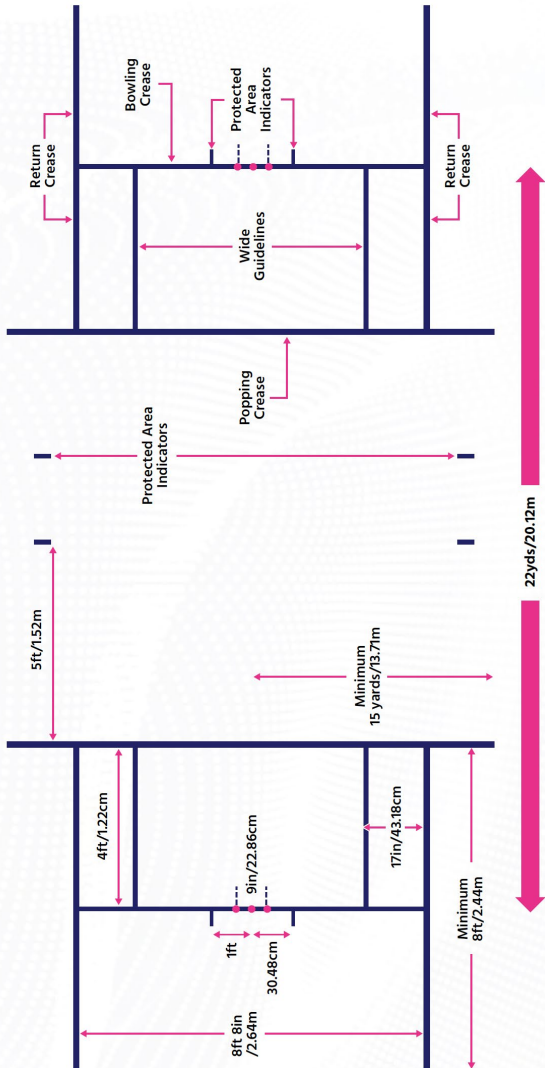 Return
Crease
Bowling
Crease
Protected
Area
Indicators
Return
Crease
Wide
Guidelines
Popping
Crease
Protected Area
Indicators
22yds/20.12m
5ft/1.52m
Minimum
15 yards/13.71m
4ft/1.22cm
9in/22.86cm
17in/43.18cm
1ft
30.48cm
8ft 8in
/2.64m
Minimum
8ft/2.44m